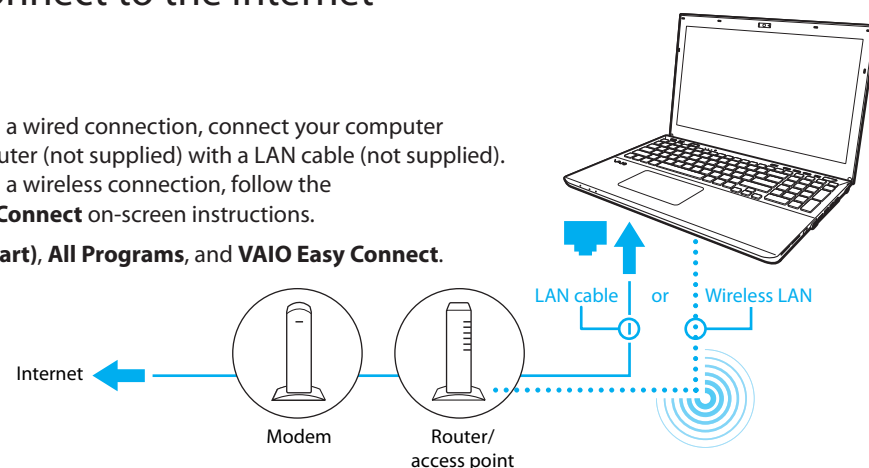 nnect to the Internet
a wired connection, connect your computer
uter (not supplied) with a LAN cable (not supplied).
a wireless connection, follow the
Connect on-screen instructions.
art), All Programs, and VAIO Easy Connect.
LAN cable or Wireless LAN
Internet
Modem
Router/
access point